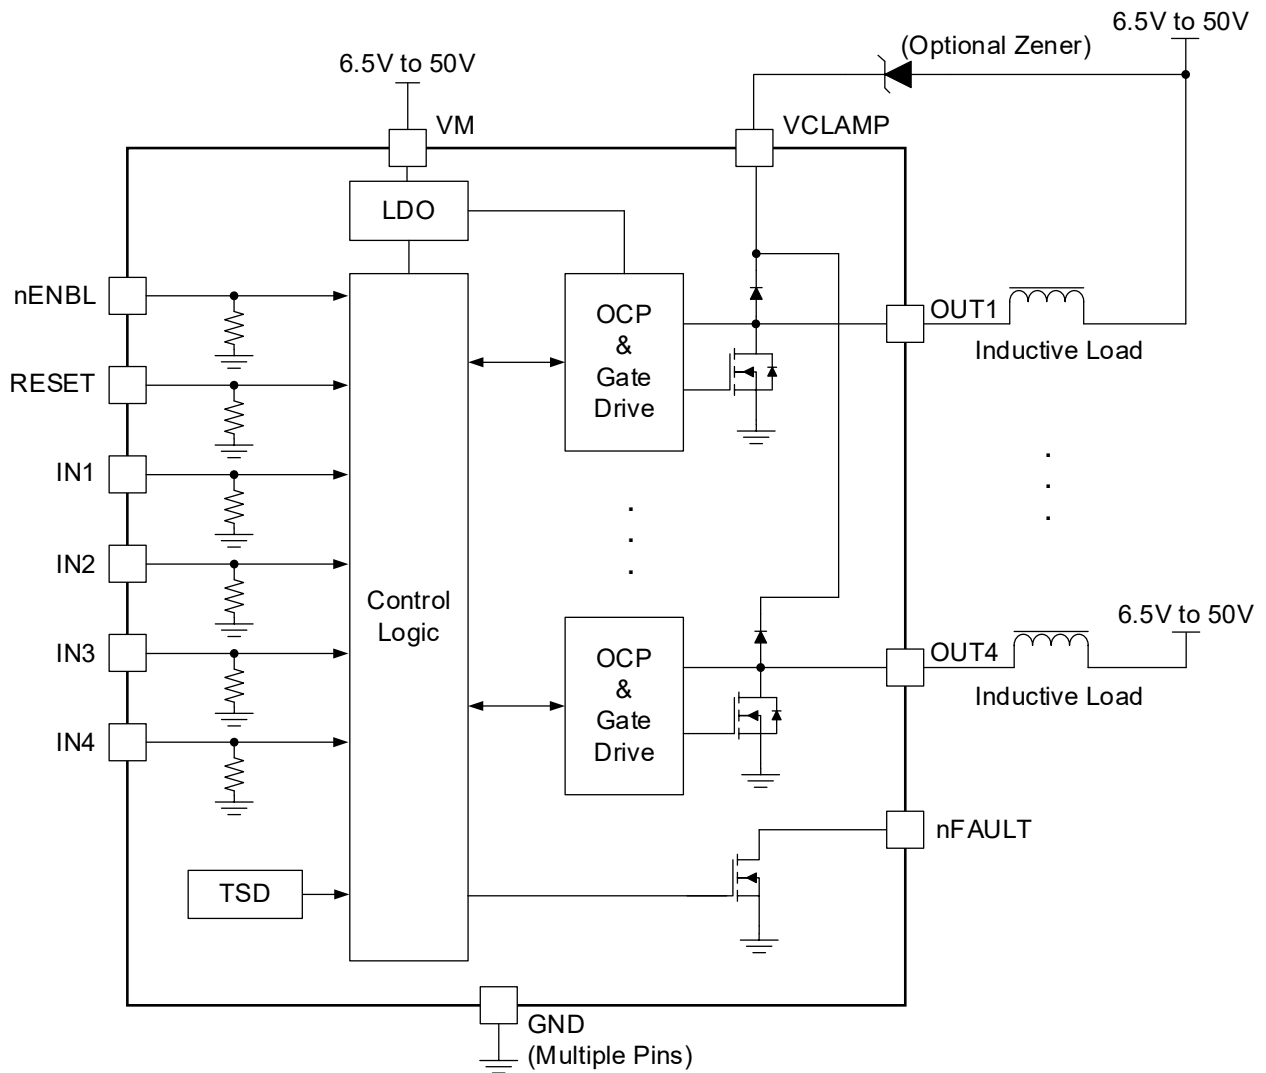 6.5V to 50V
(Optional Zener)
6.5V to 50V
VM
VCLAMP
LDO
nENBL
OCP
&
Gate
Drive
OUT1
Inductive Load
RESET
IN1
.
.
.
.
.
.
IN2
Control
Logic
6.5V to 50V
IN3
OCP
&
Gate
Drive
OUT4
Inductive Load
IN4
nFAULT
TSD
GND
(Multiple Pins)